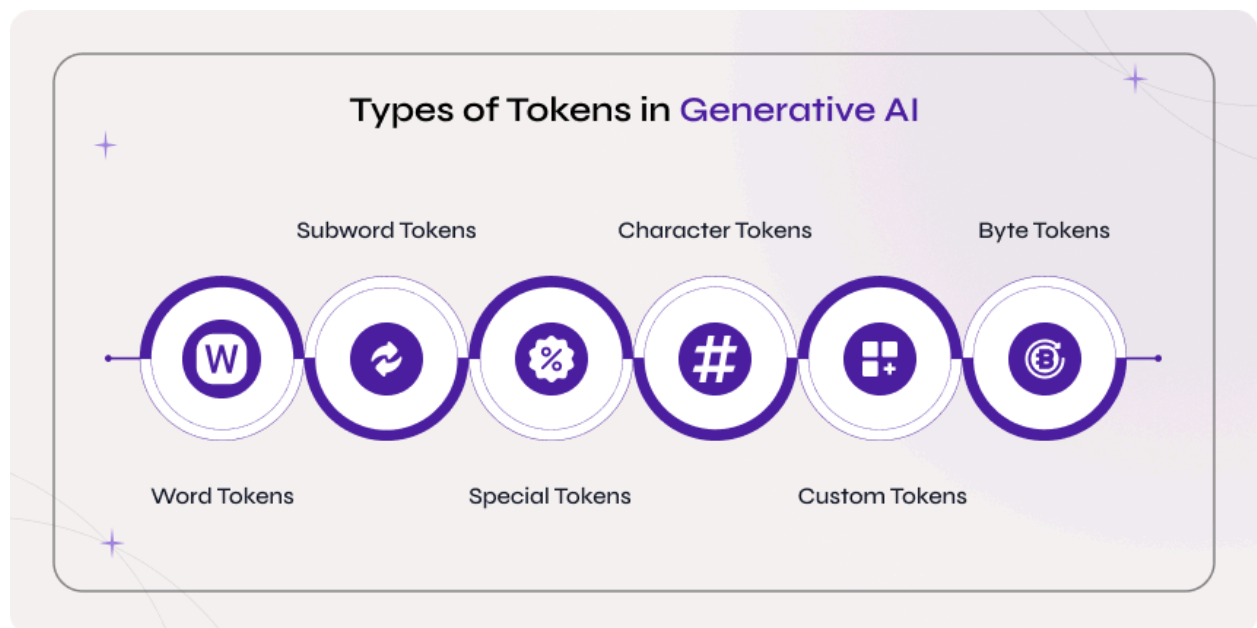 Types of Tokens in Generative AI
Subword Tokens
Character Tokens
Byte Tokens
W
%
#
B
Word Tokens
Special Tokens
Custom Tokens